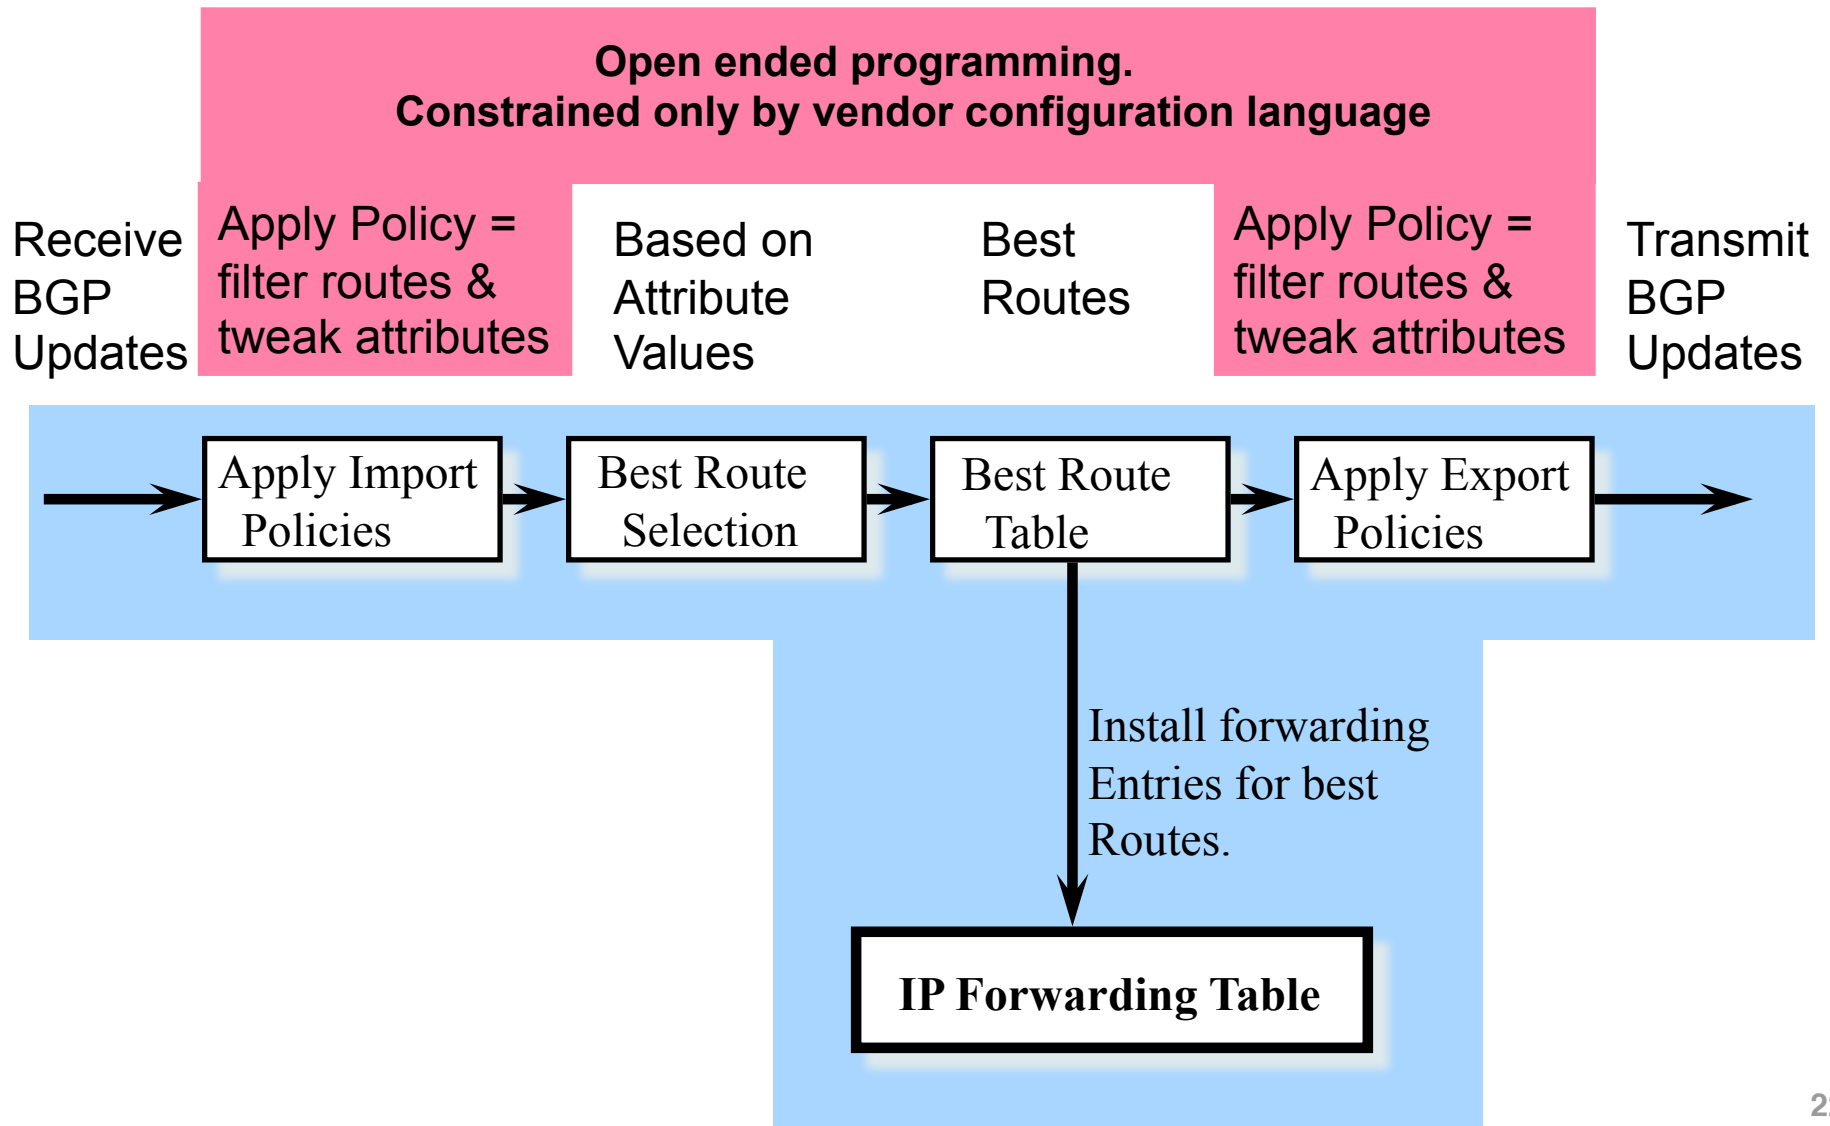 Open ended programming.
Constrained only by vendor configuration language
Receive
BGP
Updates
Apply Policy =
filter routes &
tweak attributes
Based on
Attribute
Values
Best
Routes
Apply Policy =
filter routes &
tweak attributes
Transmit
BGP
Updates
Apply Import
Policies
Best Route
Selection
Best Route
Table
Apply Export
Policies
Install forwarding
Entries for best
Routes.
IP Forwarding Table